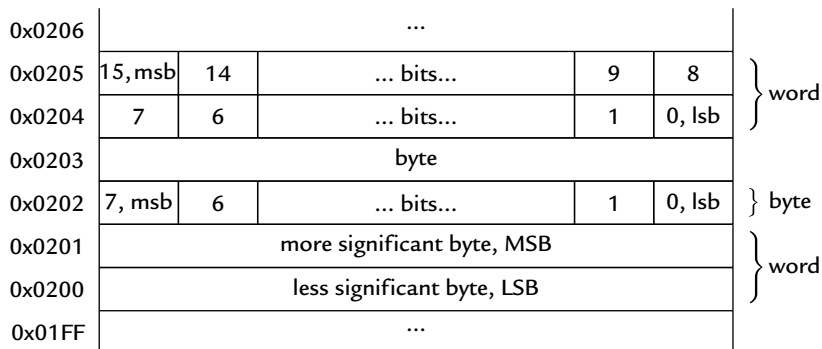 0x0206 ...
0x0205 15, msb 14 ... bits... 9 8
word
0x0204 7 6 ... bits... 1 0, lsb
0x0203 byte
0x0202 7, msb 6 ... bits... 1 0, lsb byte
0x0201 more significant byte, MSB
word
0x0200 less significant byte, LSB
0x01FF ...